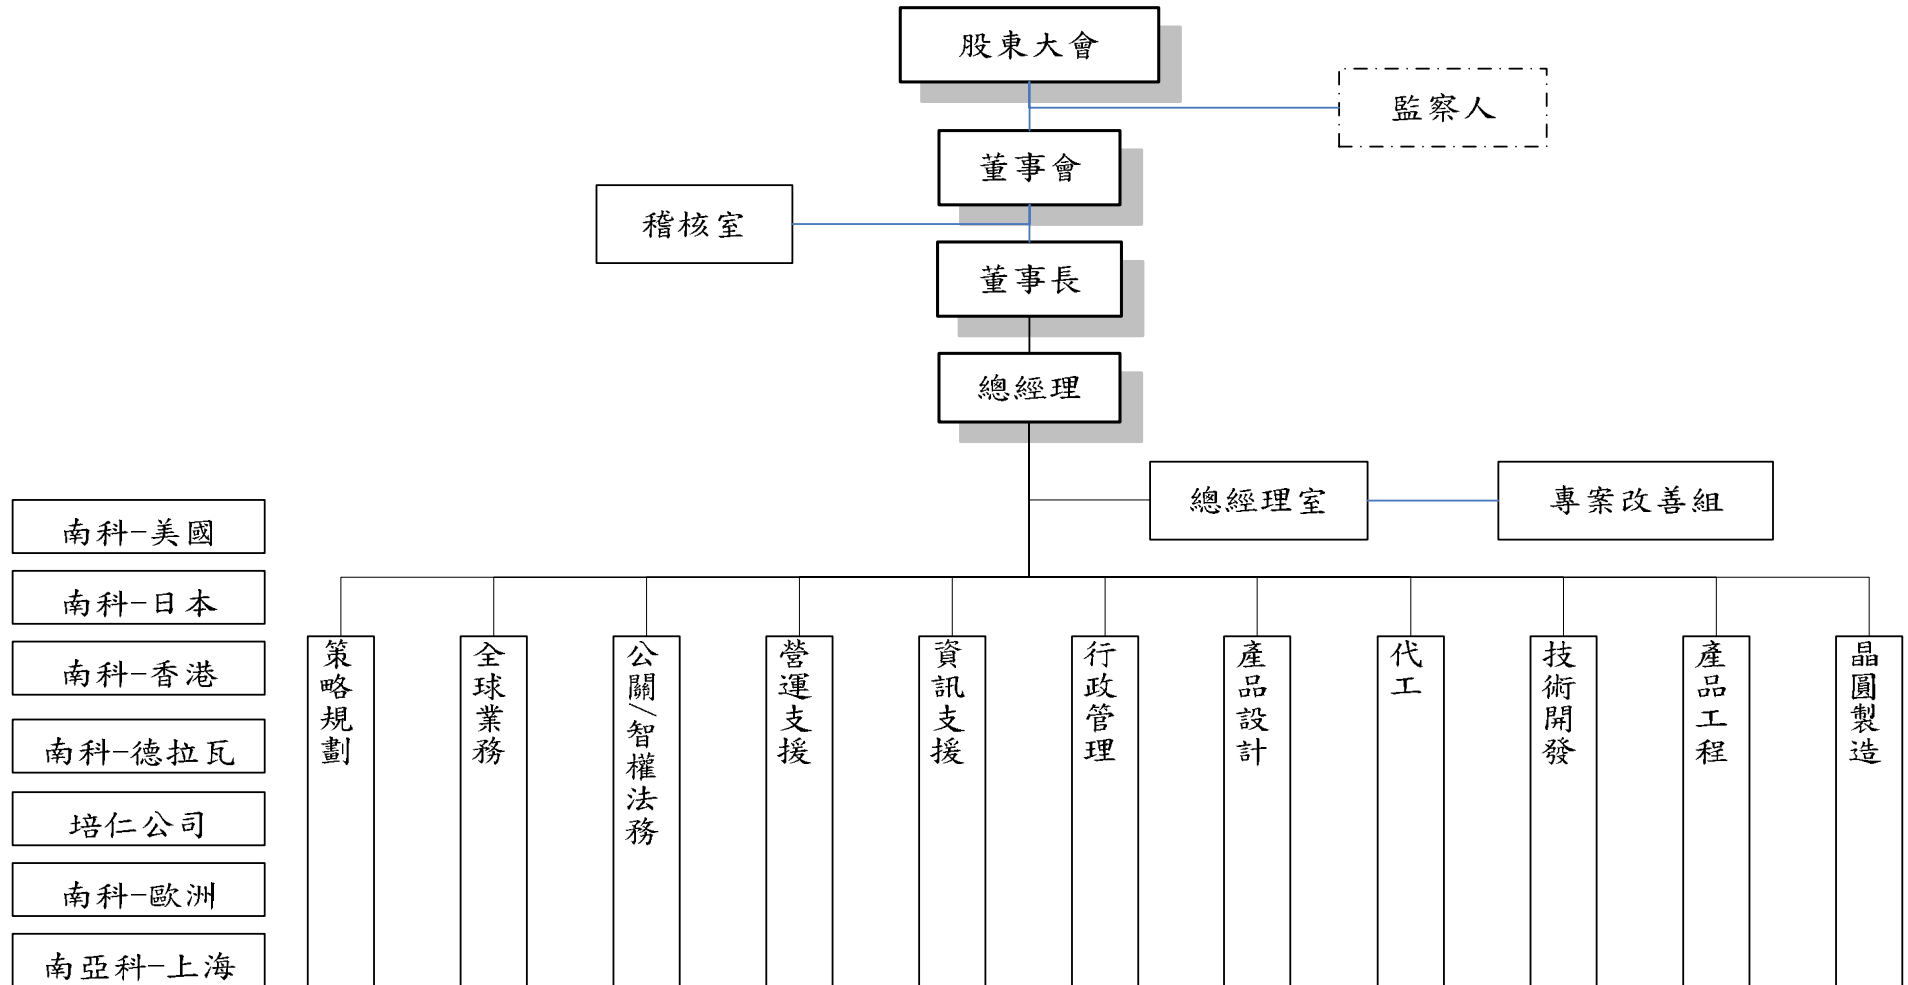 股東大會
監察人
董事會
稽核室
董事長
總經理
總經理室
專案改善組
南科-美國
南科-日本
南科-香港
南科-德拉瓦
培仁公司
南科-歐洲
南亞科-上海
策略規劃
全球業務
公關/智權法務
營運支援
資訊支援
行政管理
產品設計
代工
技術開發
產品工程
晶圓製造